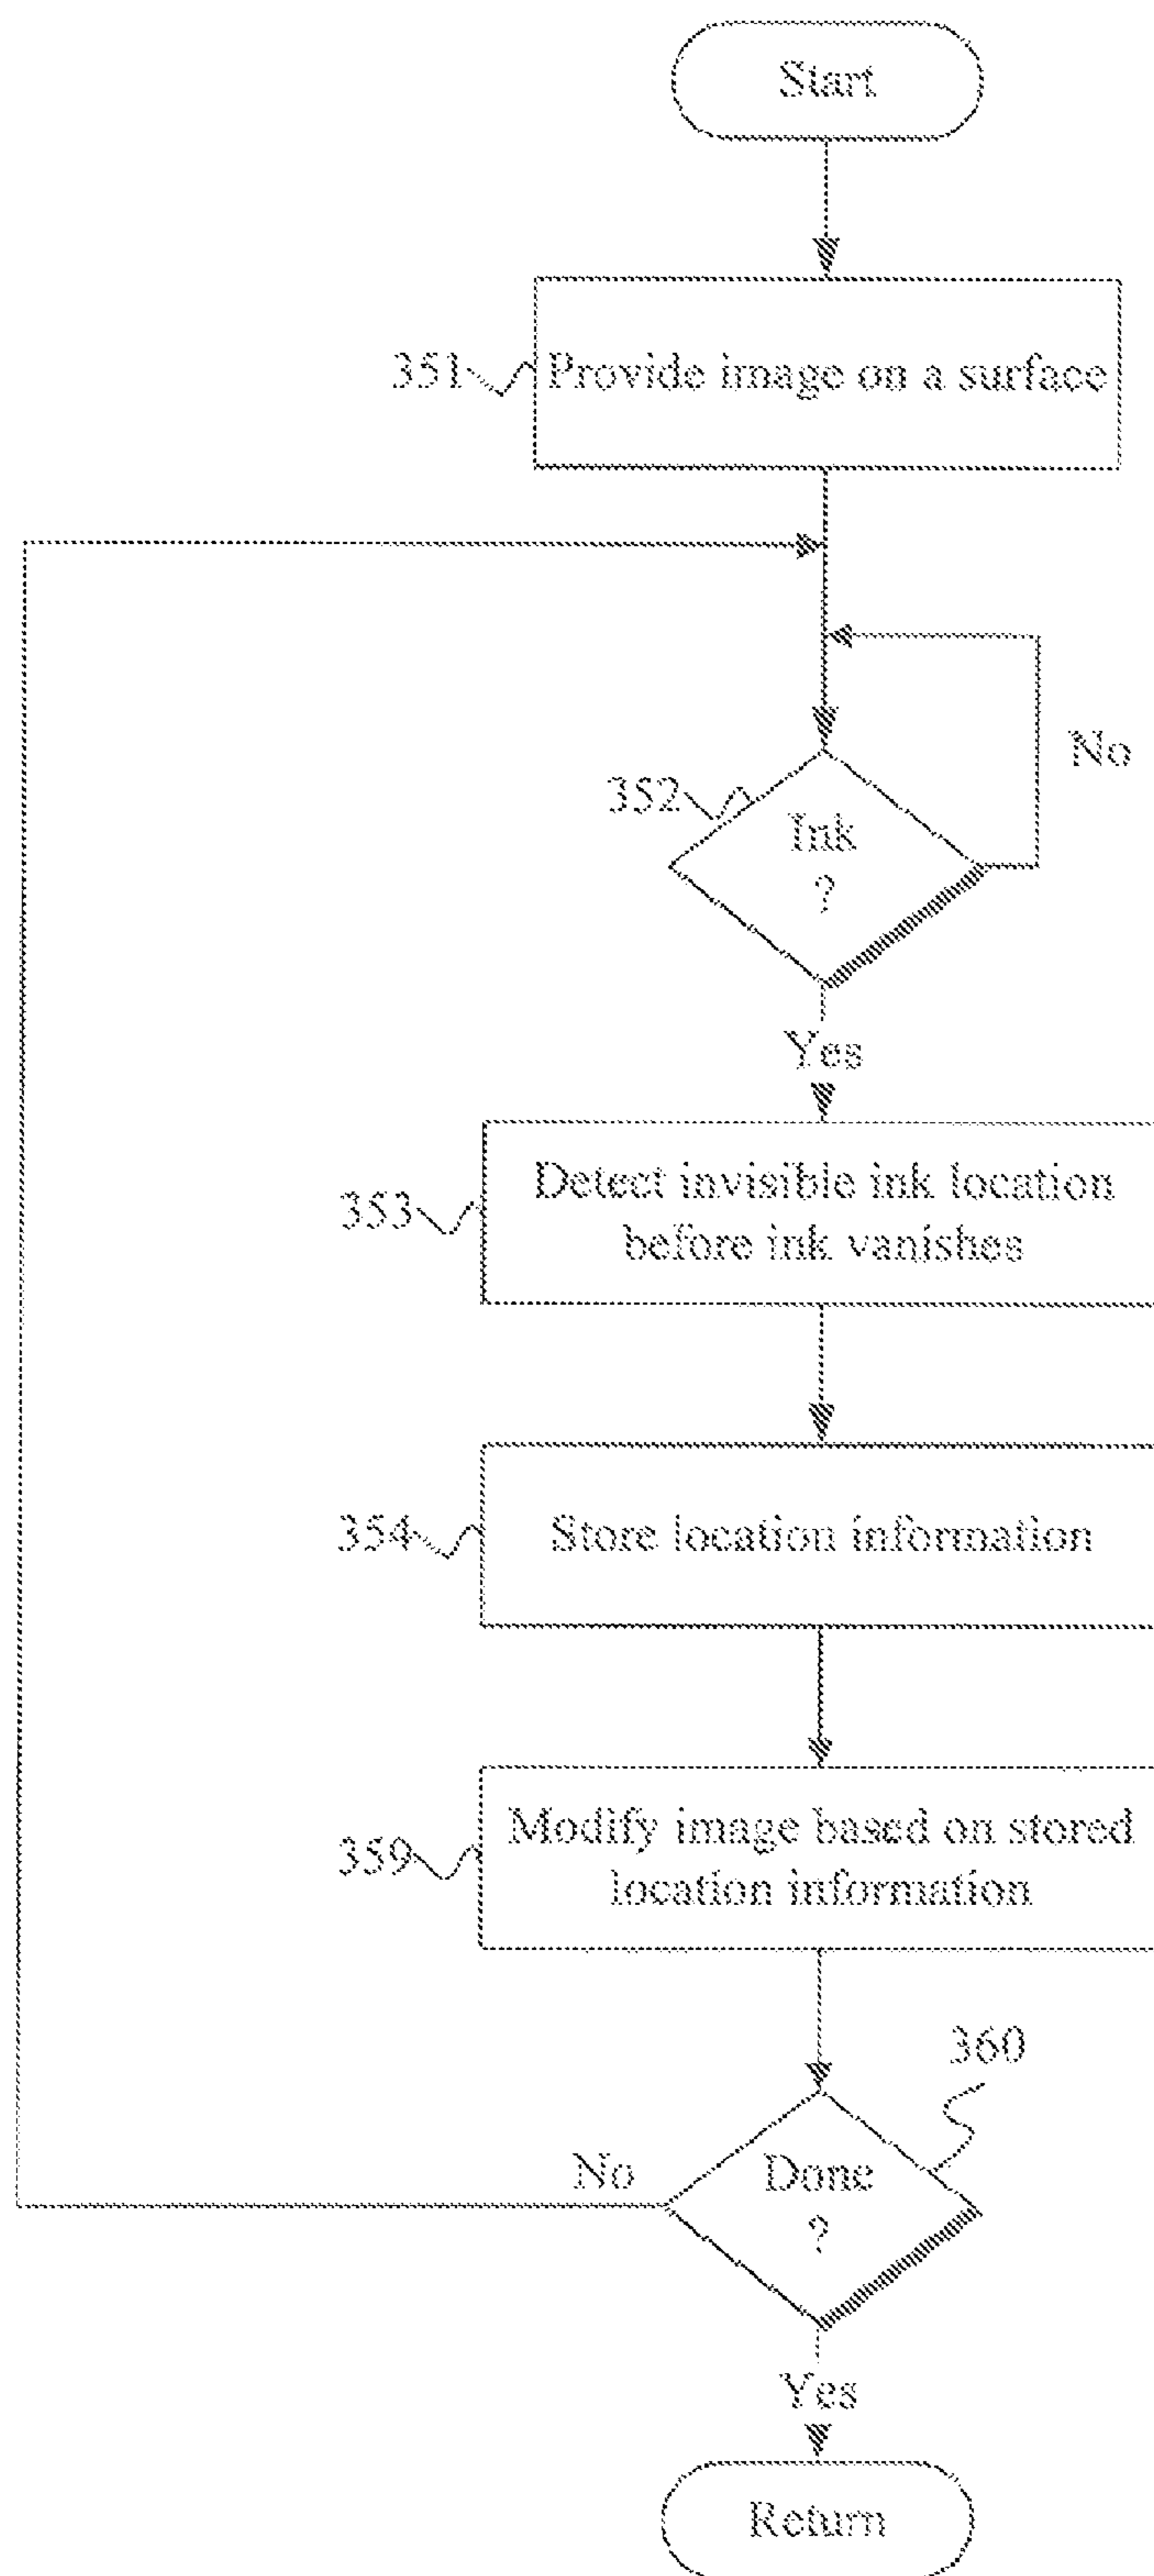 Start
351
Provide image on a surface
No
352
Ink
?
Yes
353
Detect invisible ink location
before ink vanishes
354
Store location information
359
Modify image based on stored
location information
360
No
Done
?
Yes
Return